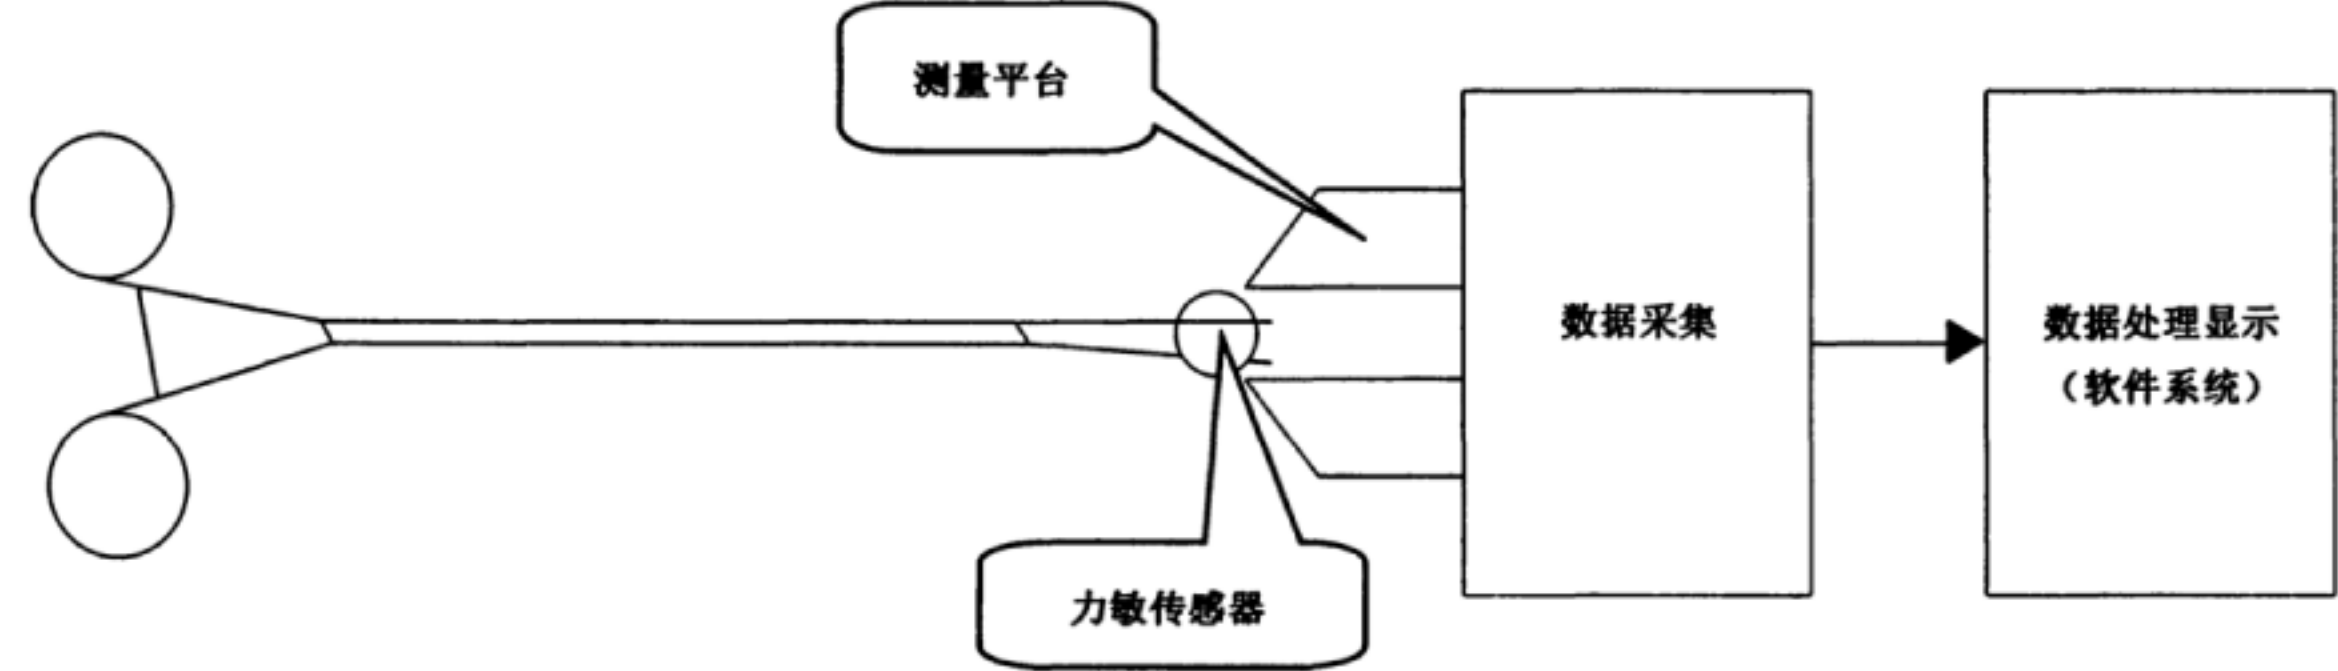 测量平台
数据采集
数据处理显示
（软件系统）
力敏传感器